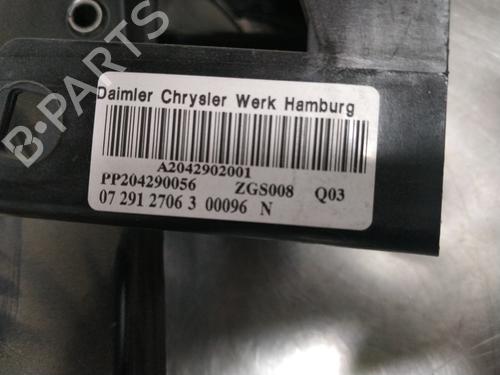 B-PARTS
Daimler Chrysler Werk Hamburg
A2042902001
PP204290056 ZGS008 Q03
07 291 2706 3 00096 N